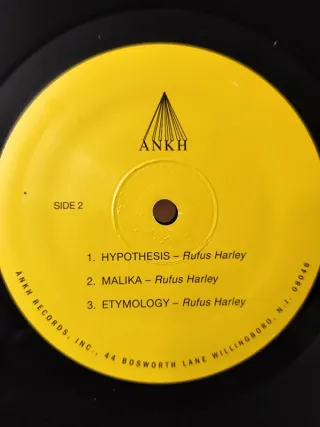 ANKH
SIDE 2
1. HYPOTHESIS – Rufus Harley
2. MALIKA – Rufus Harley
3. ETYMOLOGY – Rufus Harley
ANKH RECORDS, INC., 44 BOSWORTH LANE WILLINGBORO, N.J. 08046